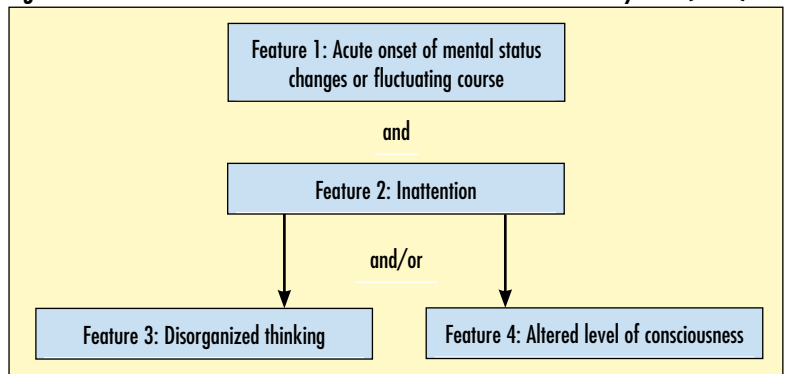 Feature 1: Acute onset of mental status
changes or fluctuating course
and
Feature 2: Inattention
and/or
Feature 3: Disorganized thinking
Feature 4: Altered level of consciousness